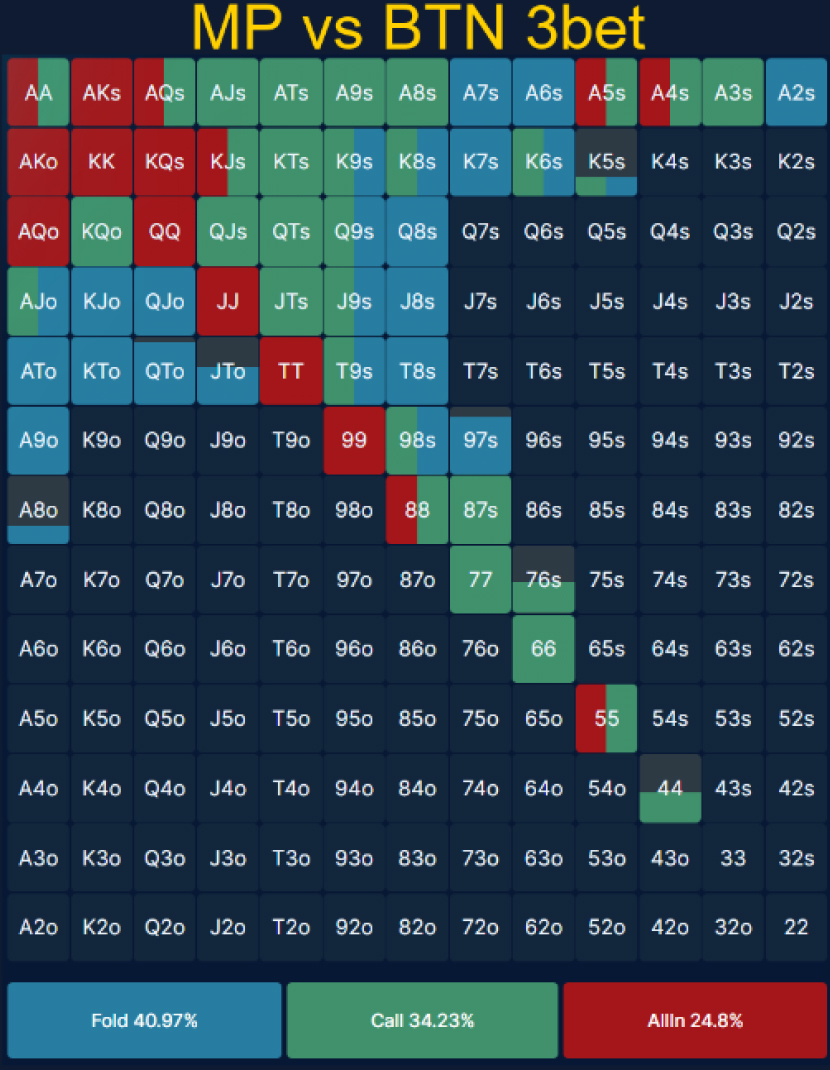 MP vs BTN 3bet
AA AKs AQs AJs ATs A9s A8s A7s A6s A5s A4s A3s A2s
AKo KK KQs KJs KTs K9s K8s K7s K6s K5s K4s K3s K2s
AQo KQo QQ QJs QTs Q9s Q8s Q7s Q6s Q5s Q4s Q3s Q2s
AJo KJo QJo JJ JTs J9s J8s J7s J6s J5s J4s J3s J2s
ATo KTo QTo JTo TT T9s T8s T7s T6s T5s T4s T3s T2s
A9o K9o Q9o J9o T9o 99 98s 97s 96s 95s 94s 93s 92s
A8o K8o Q8o J8o T8o 98o 88 87s 86s 85s 84s 83s 82s
A7o K7o Q7o J7o T7o 97o 87o 77 76s 75s 74s 73s 72s
A6o K6o Q6o J6o T6o 96o 86o 76o 66 65s 64s 63s 62s
A5o K5o Q5o J5o T5o 95o 85o 75o 65o 55 54s 53s 52s
A4o K4o Q4o J4o T4o 94o 84o 74o 64o 54o 44 43s 42s
A3o K3o Q3o J3o T3o 93o 83o 73o 63o 53o 43o 33 32s
A2o K2o Q2o J2o T2o 92o 82o 72o 62o 52o 42o 32o 22
Fold 40.97% Call 34.23% AllIn 24.8%